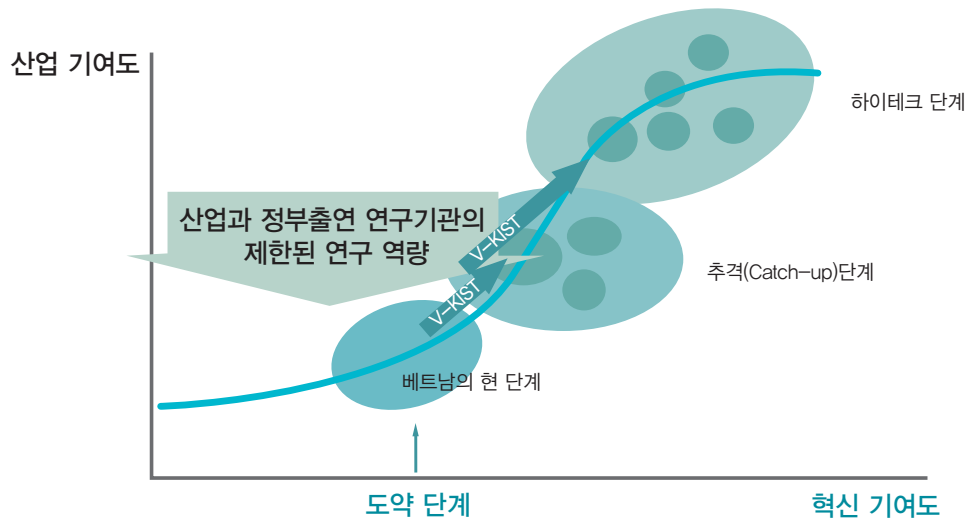 산업 기여도
하이테크 단계
산업과 정부출연 연구기관의
제한된 연구 역량
V-KIST
V-KIST
추격(Catch-up)단계
베트남의 현 단계
도약 단계
혁신 기여도